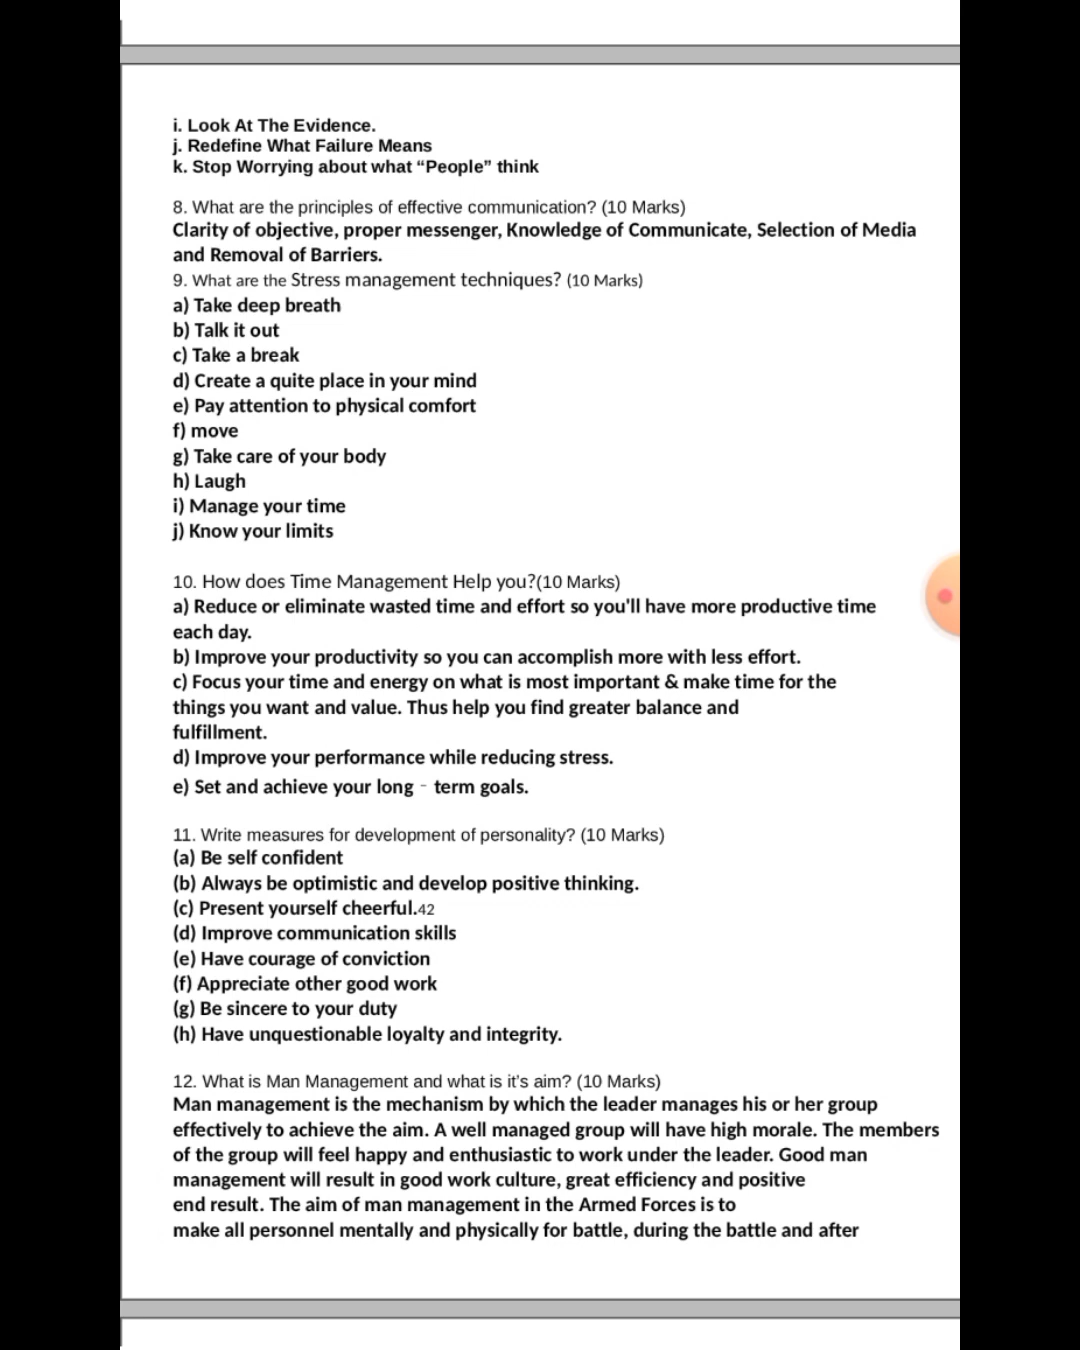 i. Look At The Evidence.
j. Redefine What Failure Means
k. Stop Worrying about what “People” think
8. What are the principles of effective communication? (10 Marks)
Clarity of objective, proper messenger, Knowledge of Communicate, Selection of Media
and Removal of Barriers.
9. What are the Stress management techniques? (10 Marks)
a) Take deep breath
b) Talk it out
c) Take a break
d) Create a quite place in your mind
e) Pay attention to physical comfort
f) move
g) Take care of your body
h) Laugh
i) Manage your time
j) Know your limits
10. How does Time Management Help you?(10 Marks)
a) Reduce or eliminate wasted time and effort so you'll have more productive time
each day.
b) Improve your productivity so you can accomplish more with less effort.
c) Focus your time and energy on what is most important & make time for the
things you want and value. Thus help you find greater balance and
fulfillment.
d) Improve your performance while reducing stress.
e) Set and achieve your long - term goals.
11. Write measures for development of personality? (10 Marks)
(a) Be self confident
(b) Always be optimistic and develop positive thinking.
(c) Present yourself cheerful.42
(d) Improve communication skills
(e) Have courage of conviction
(f) Appreciate other good work
(g) Be sincere to your duty
(h) Have unquestionable loyalty and integrity.
12. What is Man Management and what is it’s aim? (10 Marks)
Man management is the mechanism by which the leader manages his or her group
effectively to achieve the aim. A well managed group will have high morale. The members
of the group will feel happy and enthusiastic to work under the leader. Good man
management will result in good work culture, great efficiency and positive
end result. The aim of man management in the Armed Forces is to
make all personnel mentally and physically for battle, during the battle and after